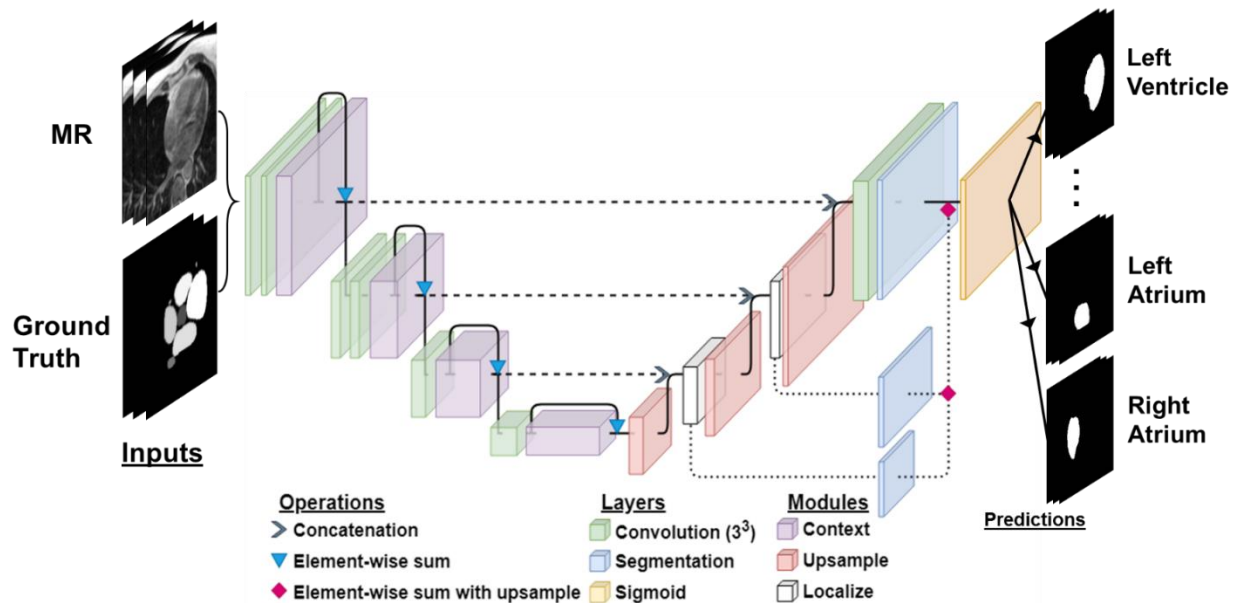 MR
Ground
Truth
Inputs
Left
Ventricle
Left
Atrium
Right
Atrium
Predictions
Operations
Concatenation
Element-wise sum
Element-wise sum with upsample
Layers
Convolution (3³)
Segmentation
Sigmoid
Modules
Context
Upsample
Localize